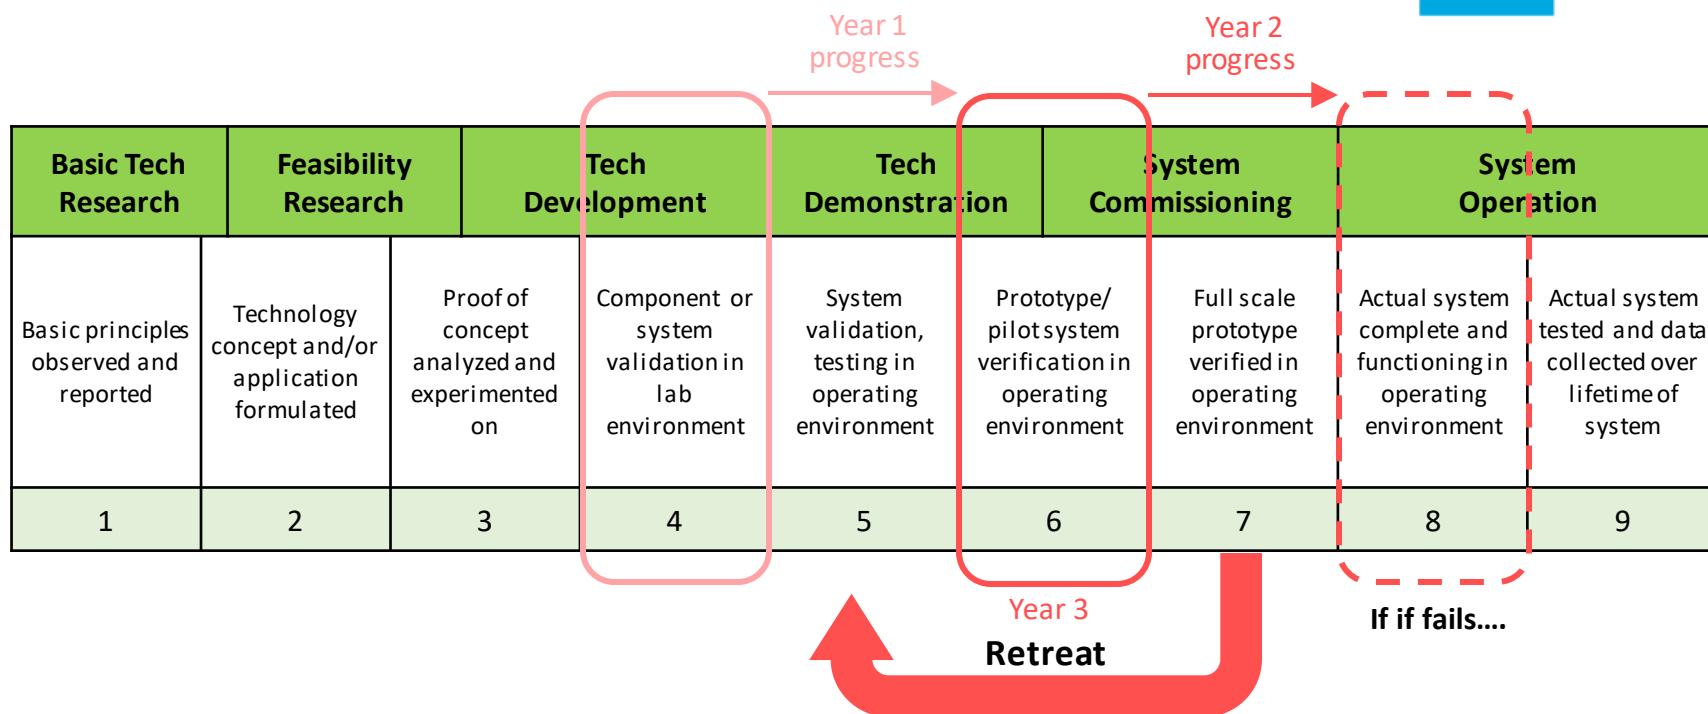 Year 1
progress
Year 2
progress
Basic Tech
Research
Feasibility
Research
Tech
Development
Tech
Demonstration
System
Commissioning
System
Operation
Basic principles
observed and
reported
Technology
concept and/or
application
formulated
Proof of
concept
analyzed and
experimented
on
Component or
system
validation in
lab
environment
System
validation,
testing in
operating
environment
Prototype/
pilot system
verification in
operating
environment
Full scale
prototype
verified in
operating
environment
Actual system
complete and
functioning in
operating
environment
Actual system
tested and data
collected over
lifetime of
system
1
2
3
4
5
6
7
8
9
Year 3
Retreat
If if fails....